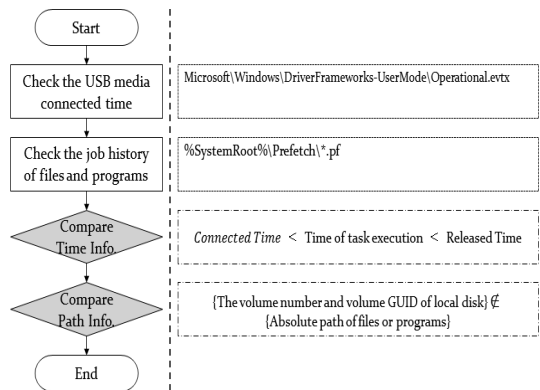 Start
Check the USB media
connected time
Microsoft\Windows\DriverFrameworks-UserMode\Operational.evtx
Check the job history
of files and programs
%SystemRoot%\Prefetch\*.pf
Compare
Time Info.
Connected Time < Time of task execution < Released Time
Compare
Path Info.
{The volume number and volume GUID of local disk} ∉
{Absolute path of files or programs}
End